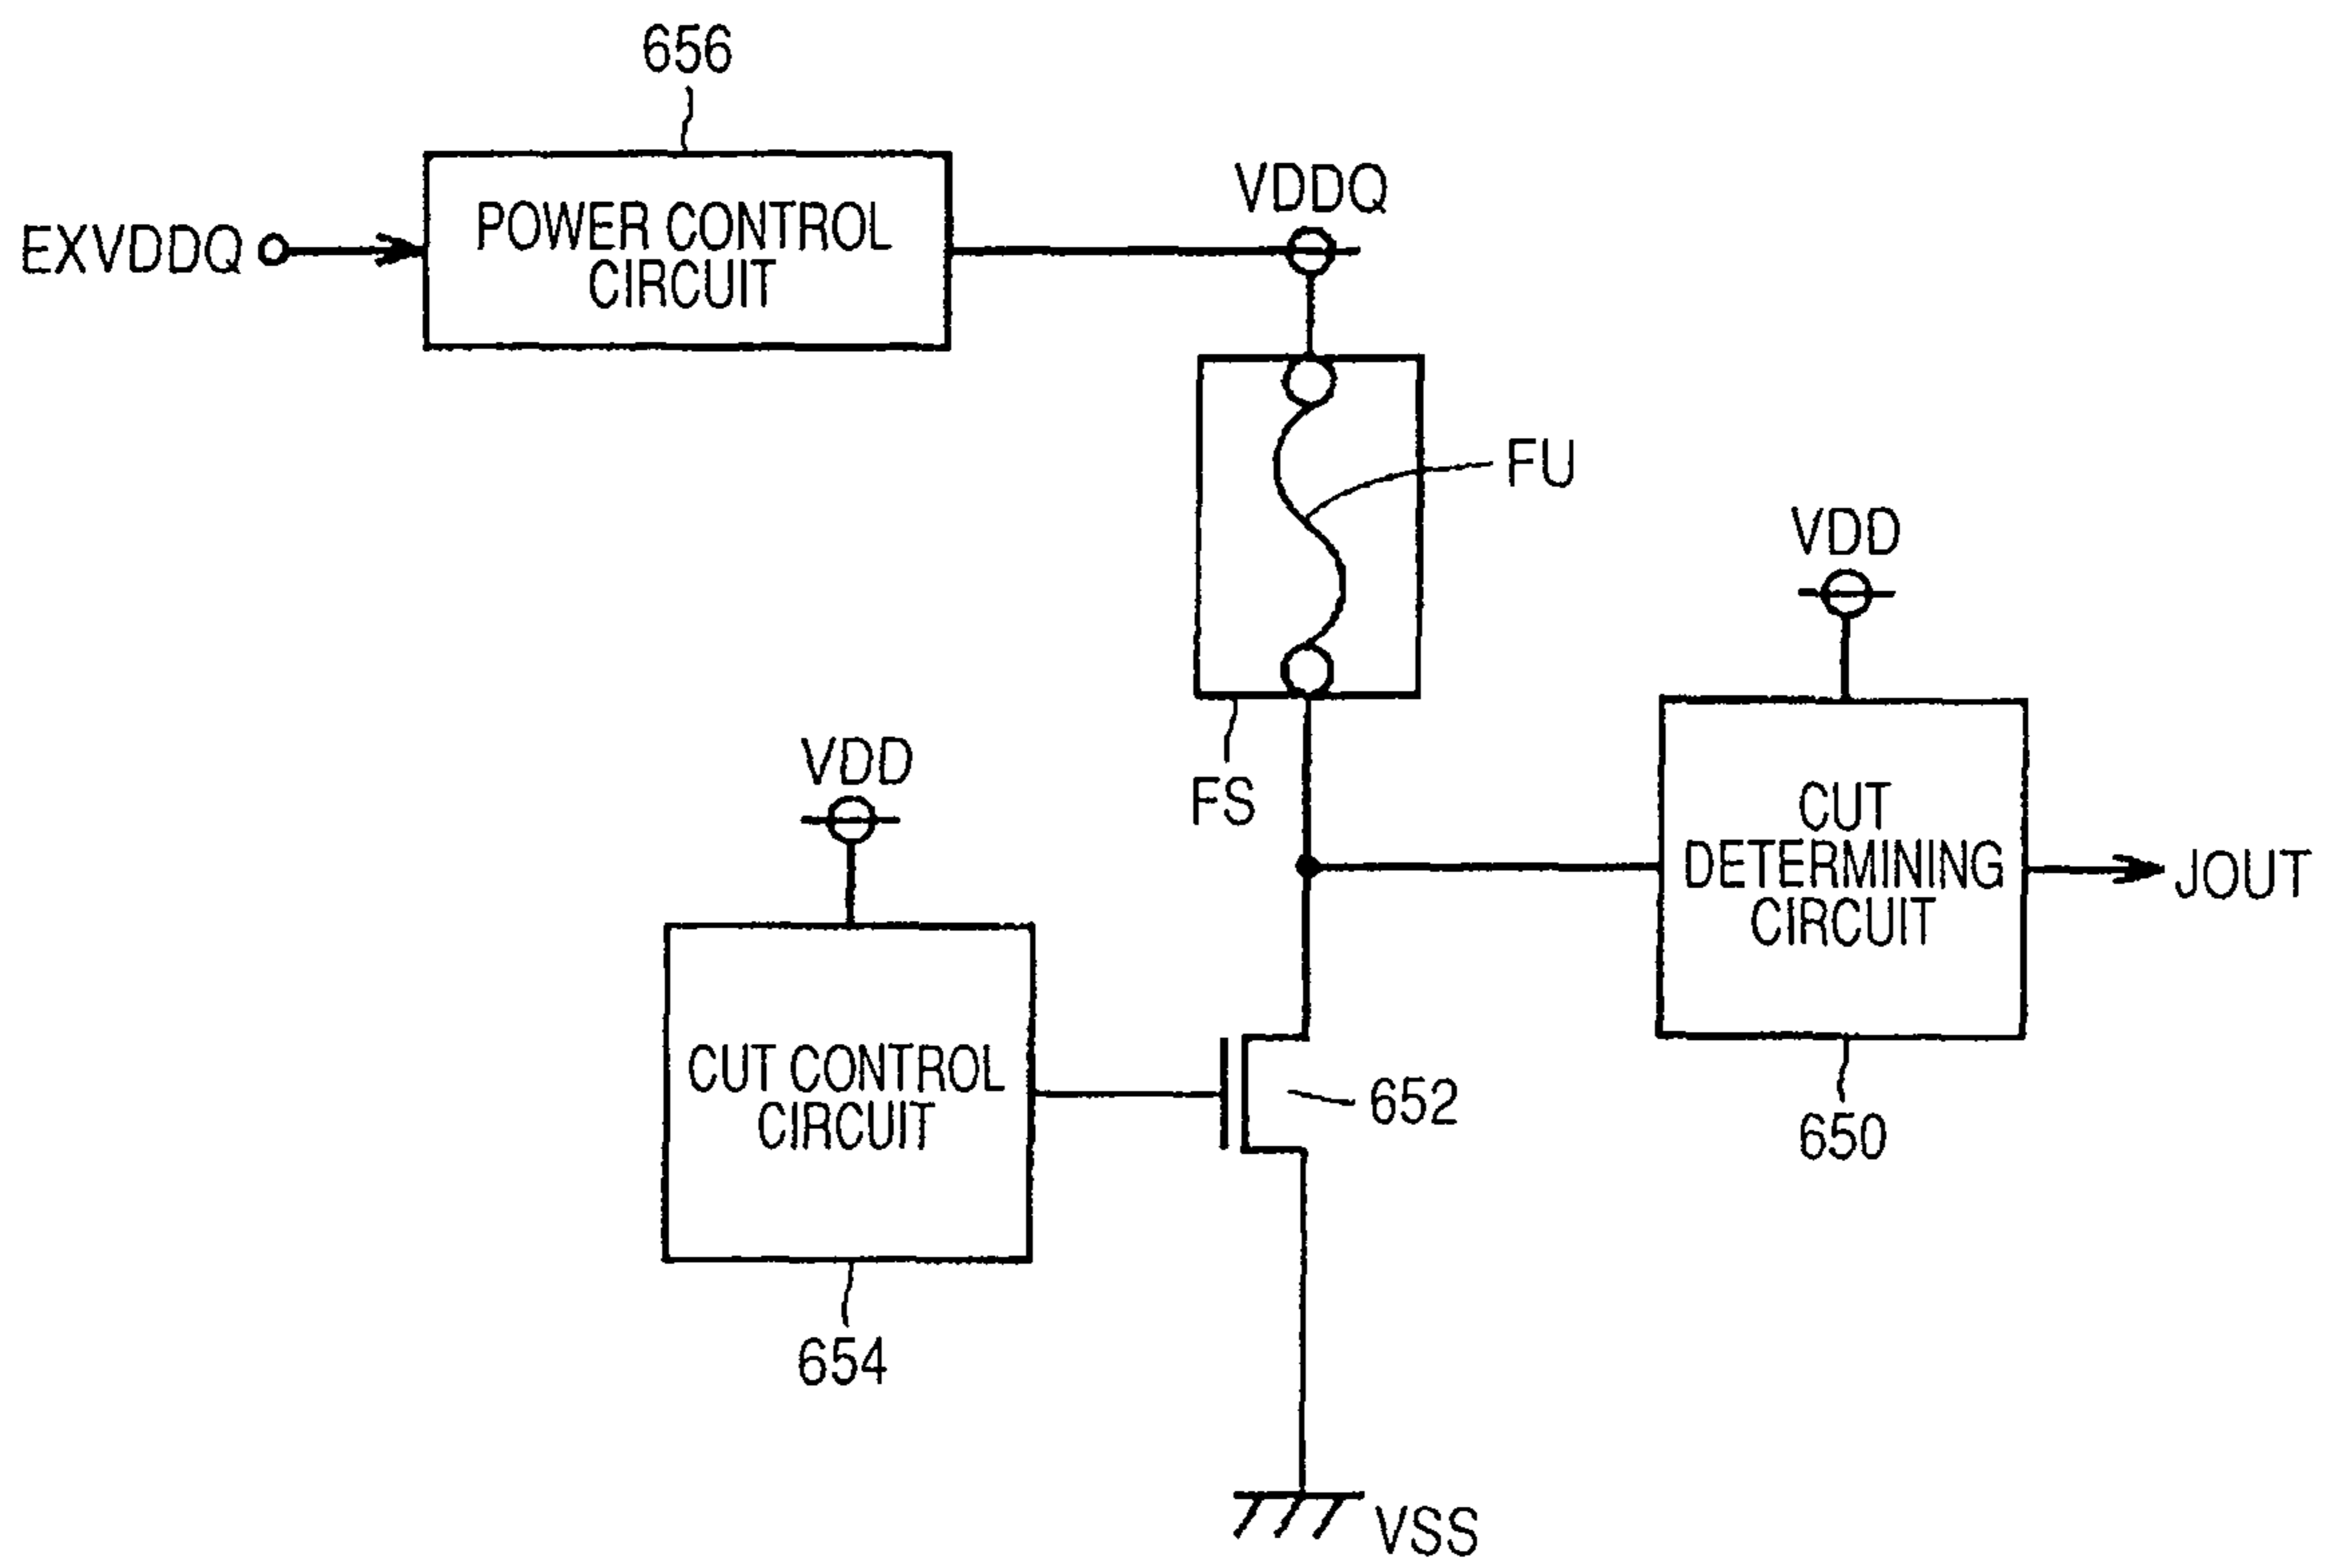 656
POWER CONTROL
CIRCUIT
EXVDDQ
VDDQ
FU
VDD
FS
VDD
CUT
DETERMINING
CIRCUIT
JOUT
CUT CONTROL
CIRCUIT
652
650
654
VSS